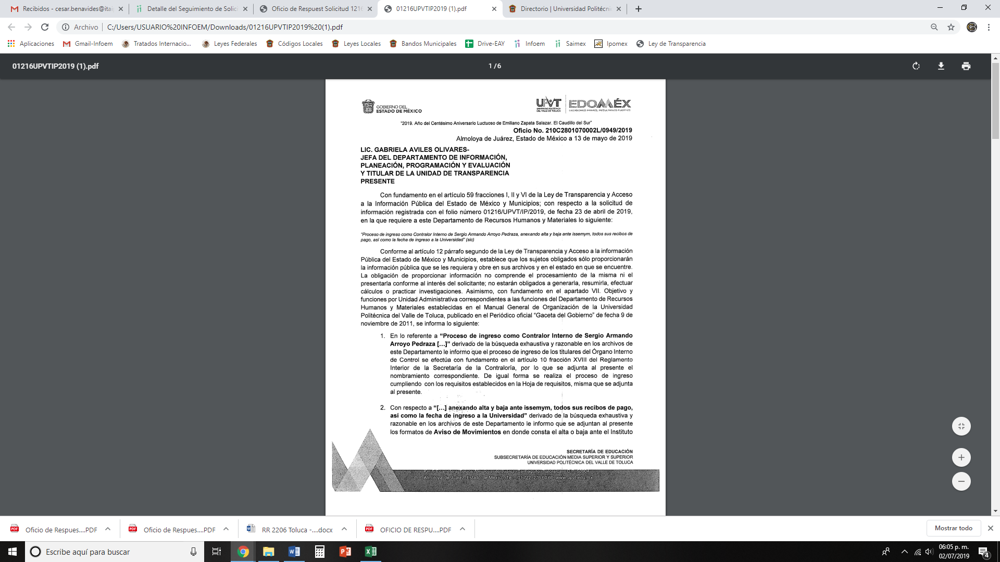 Recibidos - cesar.benavides@itai
Detalle del Seguimiento de Solic
Oficio de Respuest Solicitud 1216
01216UPVTIP2019 (1).pdf
Directorio | Universidad Politécni
Archivo
C:/Users/USUARIO%20INFOEM/Downloads/01216UPVTIP2019%20(1).pdf
Aplicaciones
Gmail-Infoem
Tratados Internacio...
Leyes Federales
Códigos Locales
Leyes Locales
Bandos Municipales
Drive-EAY
Infoem
Saimex
Ipomex
Ley de Transparencia
01216UPVTIP2019 (1).pdf
1 / 6
GOBIERNO DEL
ESTADO DE MÉXICO
UPVT
UNIVERSIDAD POLITÉCNICA
DEL VALLE DE TOLUCA
EDOMÉX
DECISIONES FIRMES, RESULTADOS FUERTES
"2019. Año del Centésimo Aniversario Luctuoso de Emiliano Zapata Salazar. El Caudillo del Sur"
Oficio No. 210C2801070002L/0949/2019
Almoloya de Juárez, Estado de México a 13 de mayo de 2019
LIC. GABRIELA AVILES OLIVARES-
JEFA DEL DEPARTAMENTO DE INFORMACIÓN,
PLANEACIÓN, PROGRAMACIÓN Y EVALUACIÓN
Y TITULAR DE LA UNIDAD DE TRANSPARENCIA
PRESENTE
Con fundamento en el artículo 59 fracciones I, II y VI de la Ley de Transparencia y Acceso
a la Información Pública del Estado de México y Municipios; con respecto a la solicitud de
información registrada con el folio número 01216/UPVT/IP/2019, de fecha 23 de abril de 2019,
en la que requiere a este Departamento de Recursos Humanos y Materiales lo siguiente:
"Proceso de ingreso como Contralor Interno de Sergio Armando Arroyo Pedraza, anexando alta y baja ante issemym, todos sus recibos de
pago, así como la fecha de ingreso a la Universidad" (sic)
Conforme al artículo 12 párrafo segundo de la Ley de Transparencia y Acceso a la información
Pública del Estado de México y Municipios, establece que los sujetos obligados sólo proporcionarán
la información pública que se les requiera y obre en sus archivos y en el estado en que se encuentre.
La obligación de proporcionar información no comprende el procesamiento de la misma ni el
presentarla conforme al interés del solicitante; no estarán obligados a generarla, resumirla, efectuar
cálculos o practicar investigaciones. Asimismo, con fundamento en el apartado VII. Objetivo y
funciones por Unidad Administrativa correspondientes a las funciones del Departamento de Recursos
Humanos y Materiales establecidas en el Manual General de Organización de la Universidad
Politécnica del Valle de Toluca, publicado en el Periódico oficial "Gaceta del Gobierno" de fecha 9 de
noviembre de 2011, se informa lo siguiente:
1. En lo referente a "Proceso de ingreso como Contralor Interno de Sergio Armando
Arroyo Pedraza [...]" derivado de la búsqueda exhaustiva y razonable en los archivos de
este Departamento le informo que el proceso de ingreso de los titulares del Órgano Interno
de Control se efectúa con fundamento en el artículo 10 fracción XVIII del Reglamento
Interior de la Secretaría de la Contraloría, por lo que se adjunta al presente el
nombramiento correspondiente. De igual forma se realiza el proceso de ingreso
cumpliendo con los requisitos establecidos en la Hoja de requisitos, misma que se adjunta
al presente.
2. Con respecto a "[...] anexando alta y baja ante issemym, todos sus recibos de pago,
así como la fecha de ingreso a la Universidad" derivado de la búsqueda exhaustiva y
razonable en los archivos de este Departamento le informo que se adjuntan al presente
los formatos de Aviso de Movimientos en donde consta el alta o baja ante el Instituto
SECRETARÍA DE EDUCACIÓN
SUBSECRETARÍA DE EDUCACIÓN MEDIA SUPERIOR Y SUPERIOR
UNIVERSIDAD POLITÉCNICA DEL VALLE DE TOLUCA
Km 5.6 carretera Toluca-Almoloya de Juárez, Santiaguito Tlalcilalcali, C.P. 50904,
Almoloya de Juárez, Estado de México. Tel. (01 722) 276 60 60 www.upvt.edu.mx
Oficio de Respues....PDF
Oficio de Respues....PDF
RR 2206 Toluca -....docx
OFICIO DE RESPU....PDF
Mostrar todo
Escribe aquí para buscar
06:05 p. m.
02/07/2019
4